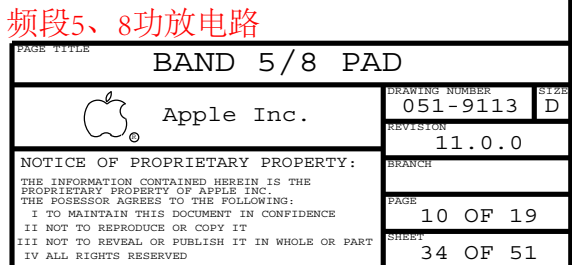 频段5、8功放电路
PAGE TITLE
BAND 5/8 PAD
Apple Inc.
®
DRAWING NUMBER
051-9113
SIZE
D
REVISION
11.0.0
BRANCH
NOTICE OF PROPRIETARY PROPERTY:
THE INFORMATION CONTAINED HEREIN IS THE
PROPRIETARY PROPERTY OF APPLE INC.
THE POSESSOR AGREES TO THE FOLLOWING:
I TO MAINTAIN THIS DOCUMENT IN CONFIDENCE
II NOT TO REPRODUCE OR COPY IT
III NOT TO REVEAL OR PUBLISH IT IN WHOLE OR PART
IV ALL RIGHTS RESERVED
PAGE
10 OF 19
SHEET
34 OF 51